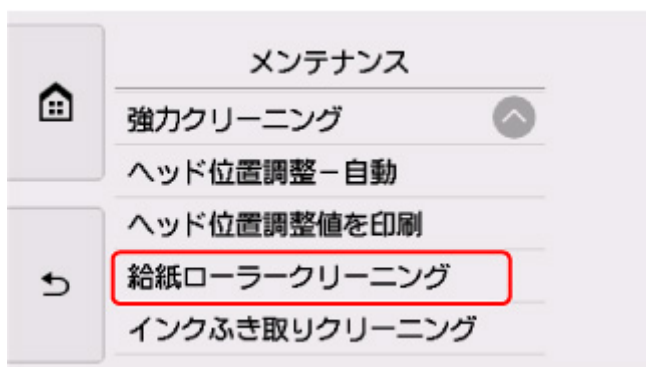 メンテナンス
強力クリーニング
ヘッド位置調整－自動
ヘッド位置調整値を印刷
給紙ローラークリーニング
インクふき取りクリーニング